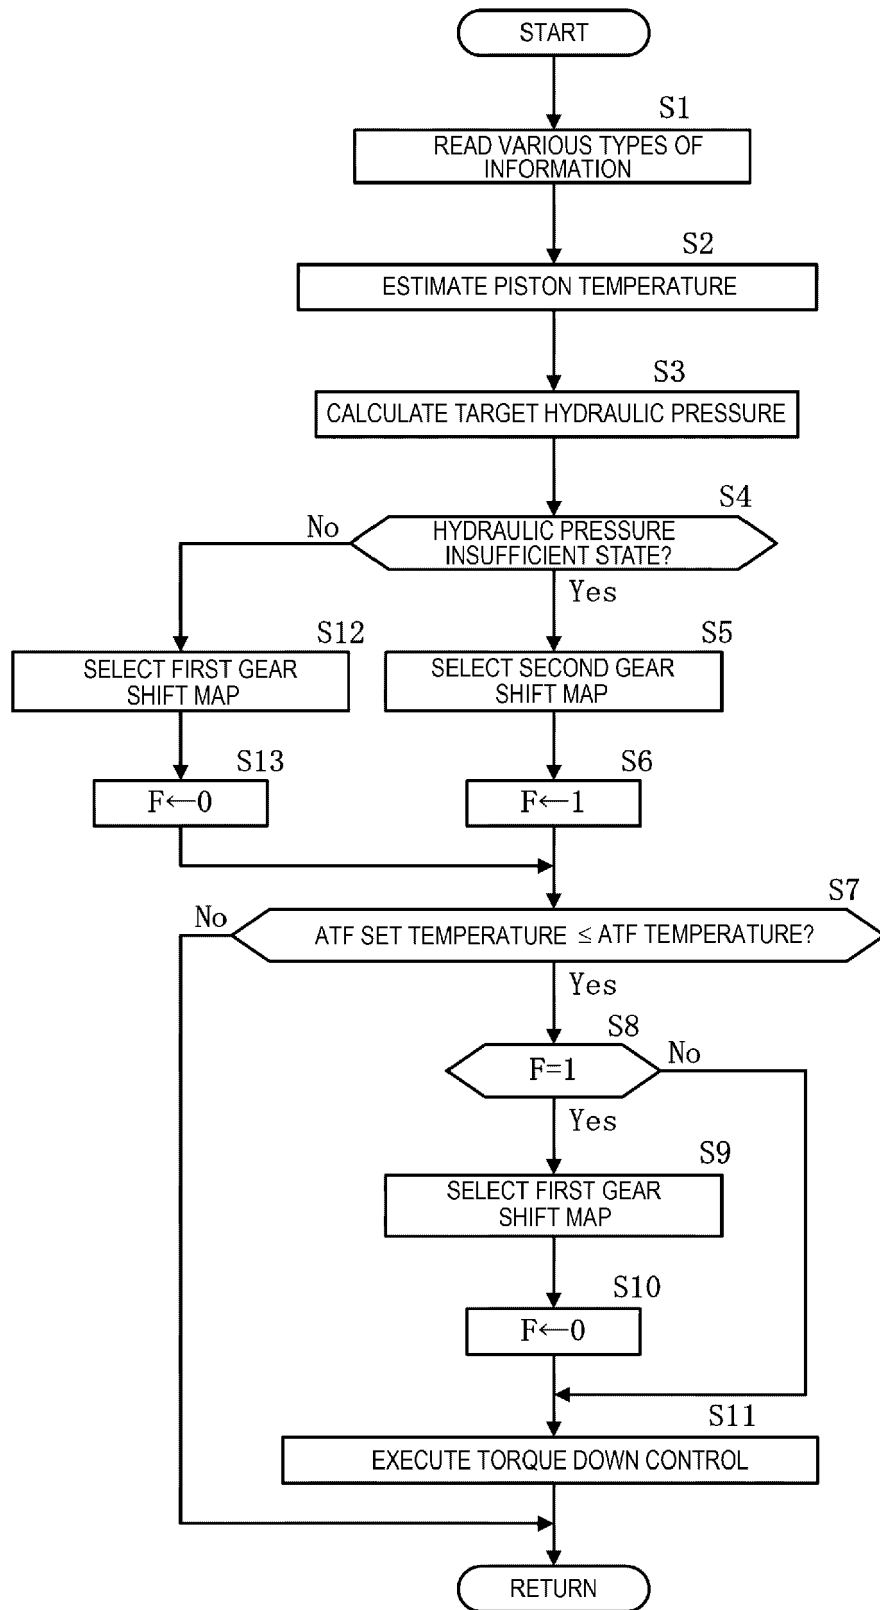 START
S1
READ VARIOUS TYPES OF
INFORMATION
S2
ESTIMATE PISTON TEMPERATURE
S3
CALCULATE TARGET HYDRAULIC PRESSURE
S4
No
HYDRAULIC PRESSURE
INSUFFICIENT STATE?
Yes
S12
SELECT FIRST GEAR
SHIFT MAP
S5
SELECT SECOND GEAR
SHIFT MAP
S13
F←0
S6
F←1
S7
No
ATF SET TEMPERATURE ≤ ATF TEMPERATURE?
Yes
S8
F=1
No
Yes
S9
SELECT FIRST GEAR
SHIFT MAP
S10
F←0
S11
EXECUTE TORQUE DOWN CONTROL
RETURN